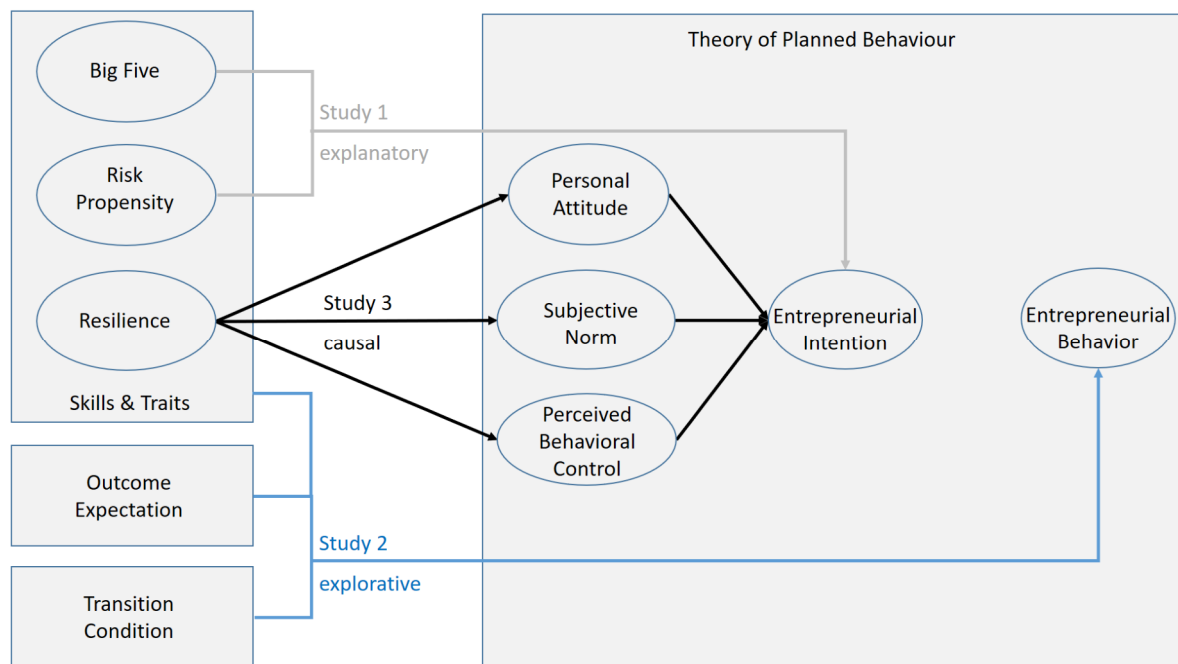 Theory of Planned Behaviour
Big Five
Study 1
explanatory
Risk
Propensity
Personal
Attitude
Resilience
Study 3
causal
Subjective
Norm
Entrepreneurial
Intention
Entrepreneurial
Behavior
Skills & Traits
Perceived
Behavioral
Control
Outcome
Expectation
Study 2
explorative
Transition
Condition